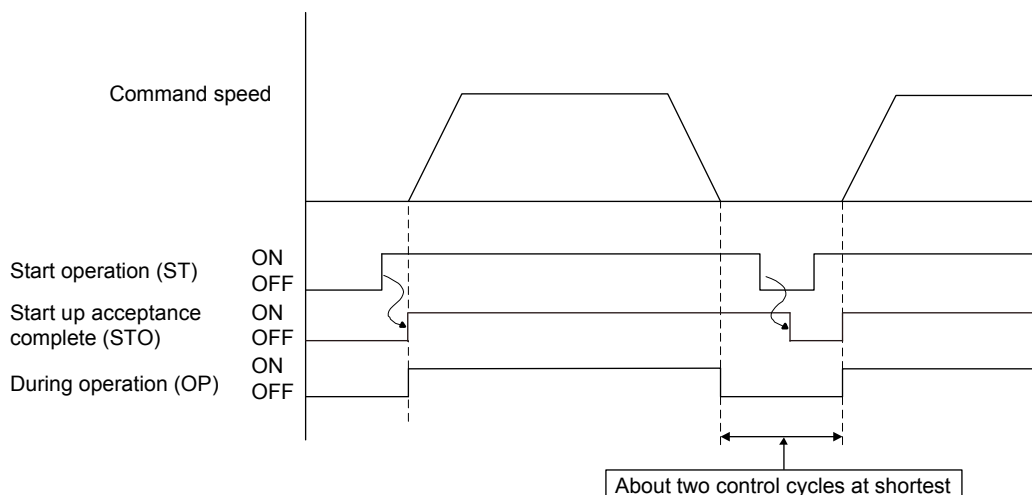 Command speed
Start operation (ST)
ON
OFF
Start up acceptance
complete (STO)
ON
OFF
During operation (OP)
ON
OFF
About two control cycles at shortest